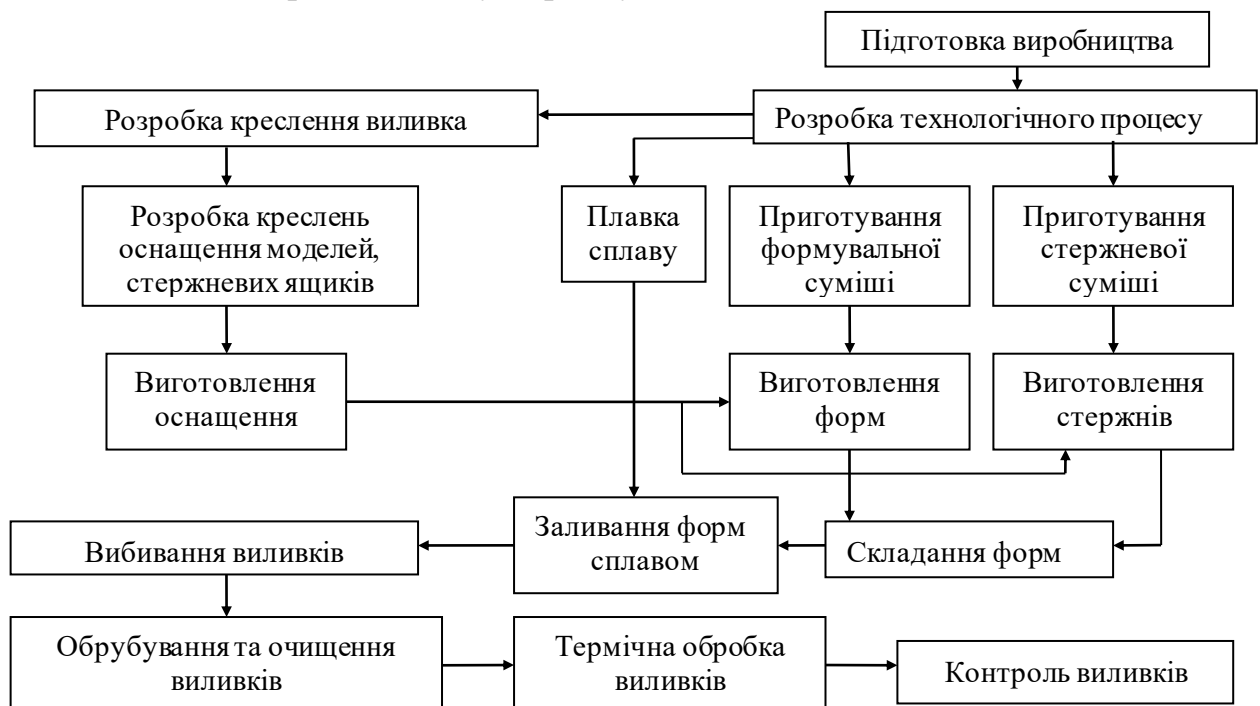 Підготовка виробництва
Розробка креслення виливка
Розробка технологічного процесу
Розробка креслень
оснащення моделей,
стержневих ящиків
Плавка
сплаву
Приготування
формувальної
суміші
Приготування
стержневої
суміші
Виготовлення
оснащення
Виготовлення
форм
Виготовлення
стержнів
Вибивання виливків
Заливання форм
сплавом
Складання форм
Обрубування та очищення
виливків
Термічна обробка
виливків
Контроль виливків